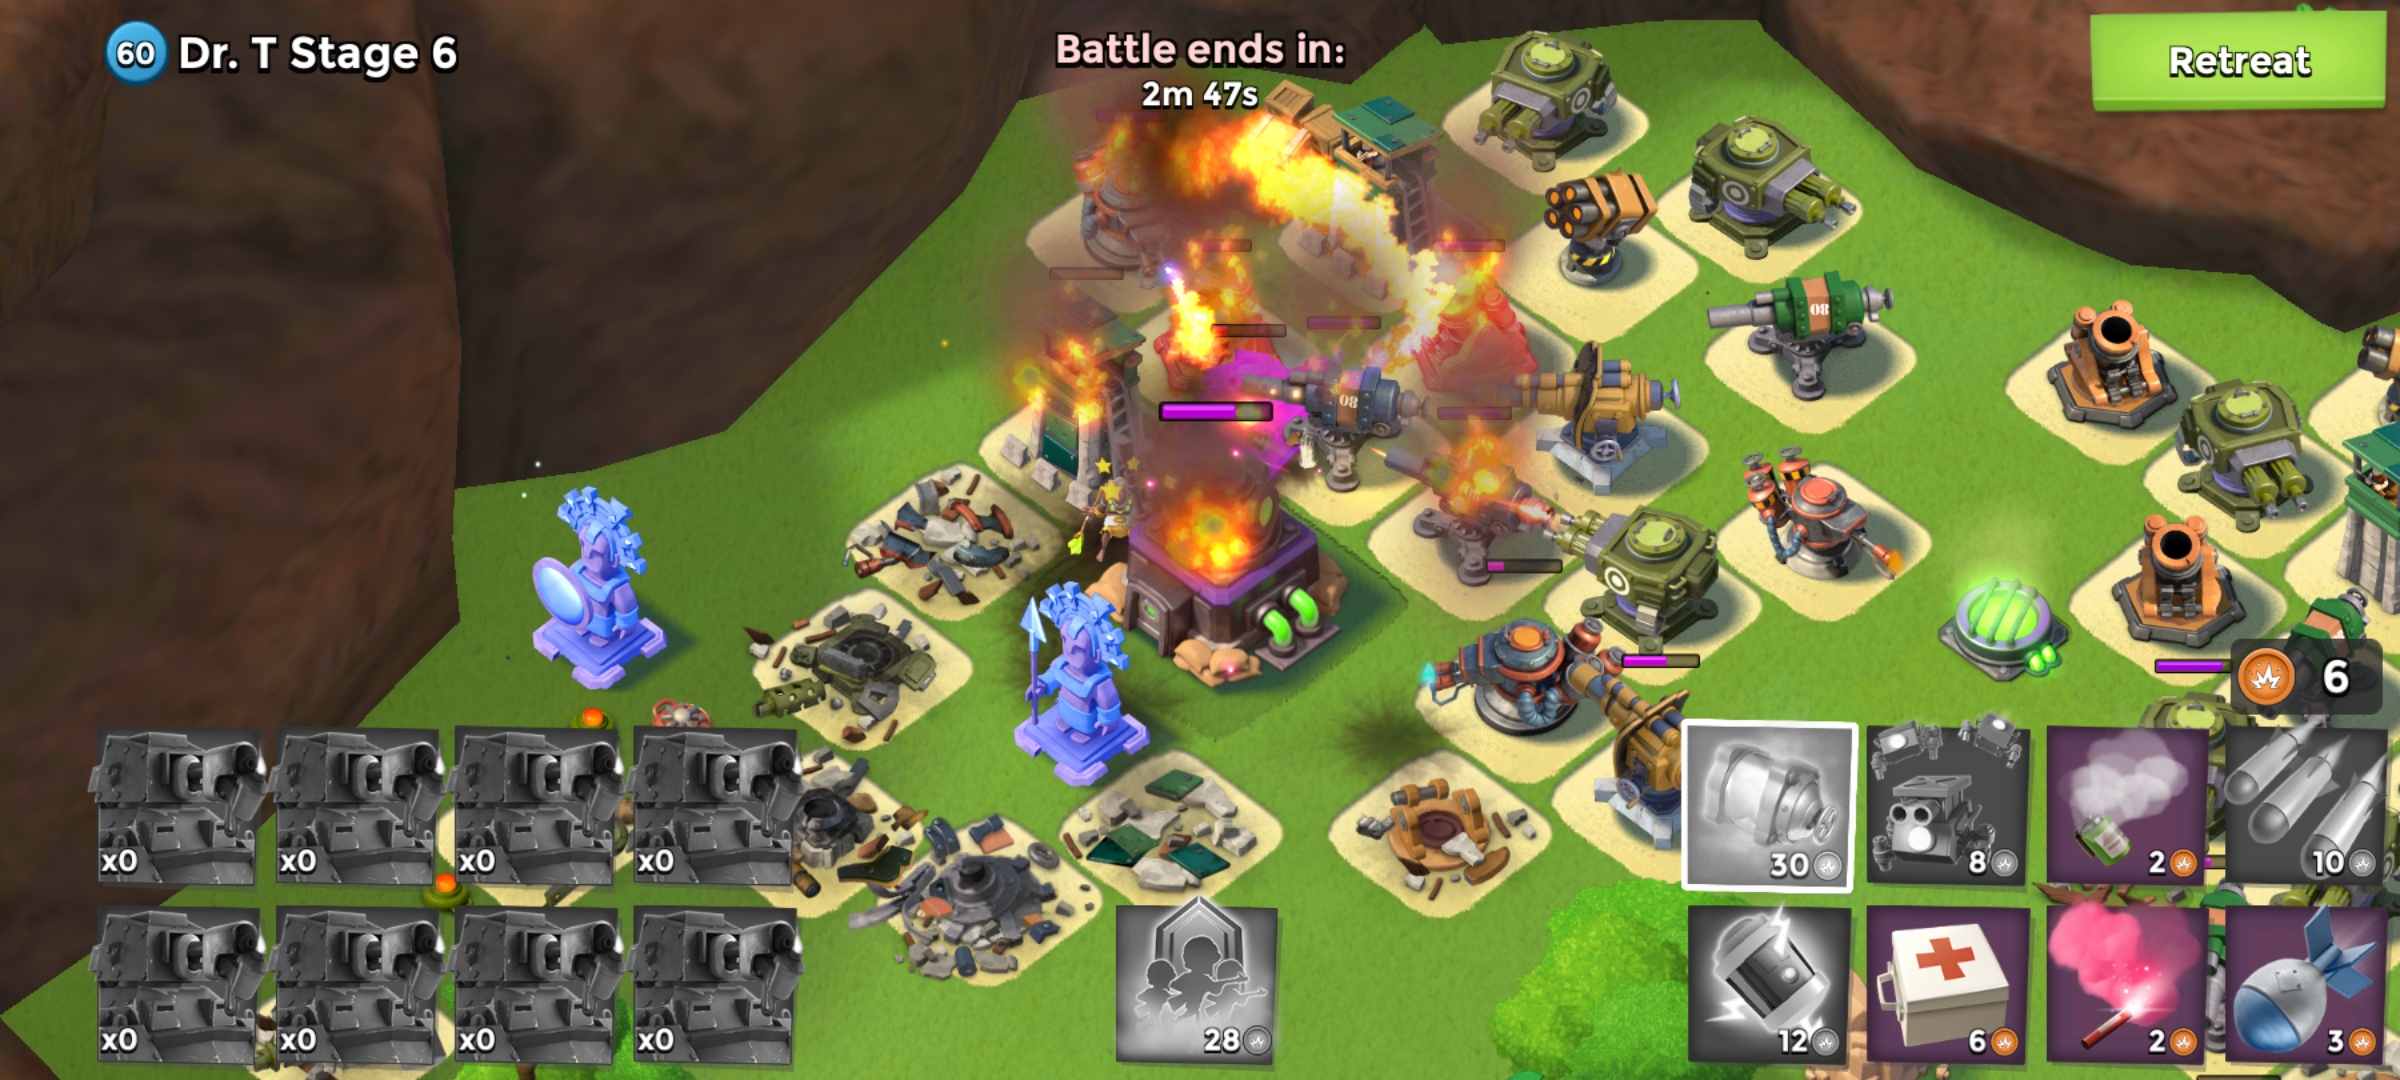 60 Dr. T Stage 6
Battle ends in:
2m 47s
Retreat
08
08
6
x0 x0 x0 x0
30 8 2 10
x0 x0 x0 x0
28
12 6 2 3